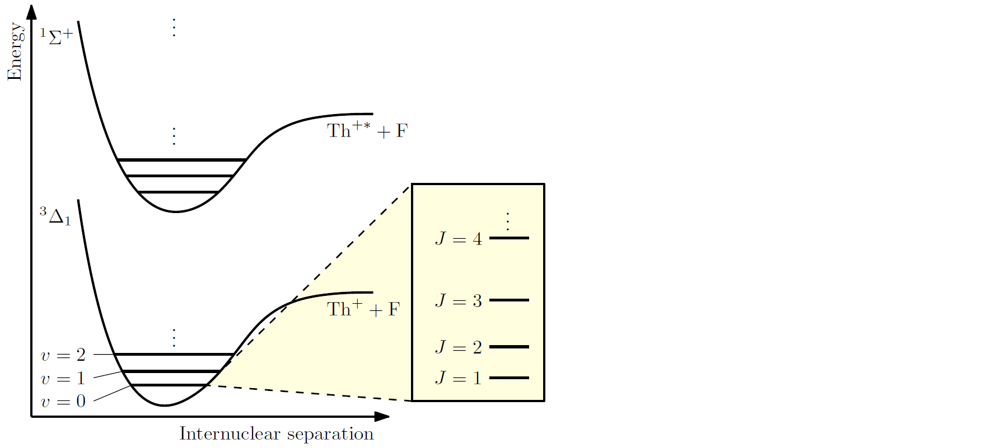 Energy
¹Σ⁺
⋮
⋮
Th⁺* + F
³Δ₁
⋮
J = 4
J = 3
Th⁺ + F
⋮
v = 2
J = 2
v = 1
J = 1
v = 0
Internuclear separation